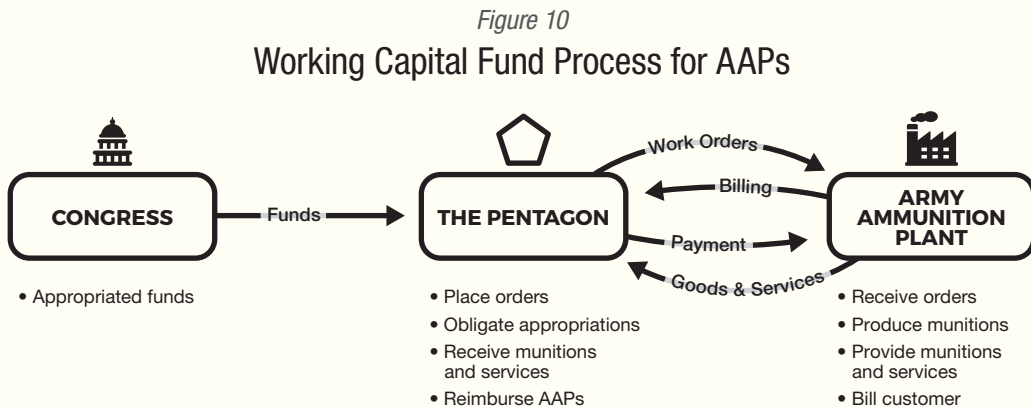 Figure 10
Working Capital Fund Process for AAPs
CONGRESS
Funds
THE PENTAGON
Work Orders
Billing
Payment
Goods & Services
ARMY
AMMUNITION
PLANT
• Appropriated funds
• Place orders
• Obligate appropriations
• Receive munitions
and services
• Reimburse AAPs
• Receive orders
• Produce munitions
• Provide munitions
and services
• Bill customer